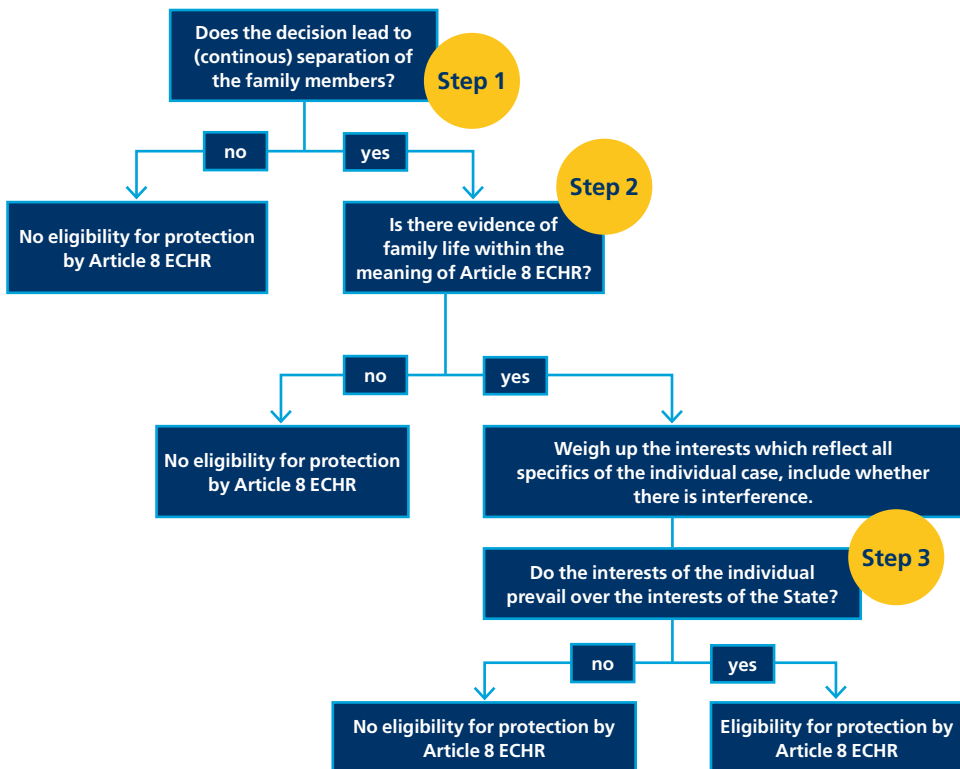 Does the decision lead to
(continous) separation of
the family members?
Step 1
no
yes
Step 2
No eligibility for protection
by Article 8 ECHR
Is there evidence of
family life within the
meaning of Article 8 ECHR?
no
yes
No eligibility for protection
by Article 8 ECHR
Weigh up the interests which reflect all
specifics of the individual case, include whether
there is interference.
Step 3
Do the interests of the individual
prevail over the interests of the State?
no
yes
No eligibility for protection by
Article 8 ECHR
Eligibility for protection by
Article 8 ECHR